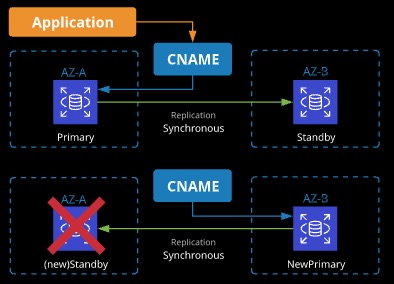 Application
CNAME
AZ-A
AZ-B
Replication
Synchronous
Primary
Standby
CNAME
AZ-A
AZ-B
Replication
Synchronous
(new)Standby
NewPrimary